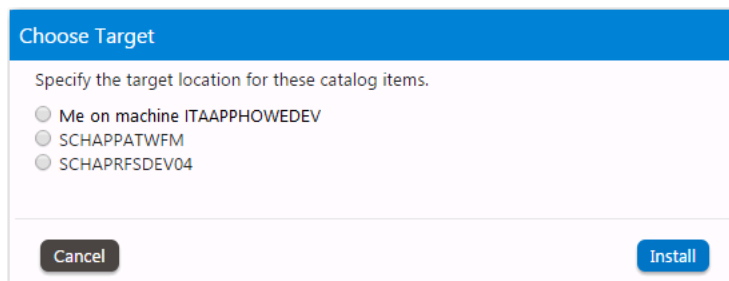 Choose Target
Specify the target location for these catalog items.
Me on machine ITAAPPHOWEDEV
SCHAPPATWFM
SCHAPRFSDEV04
Cancel
Install